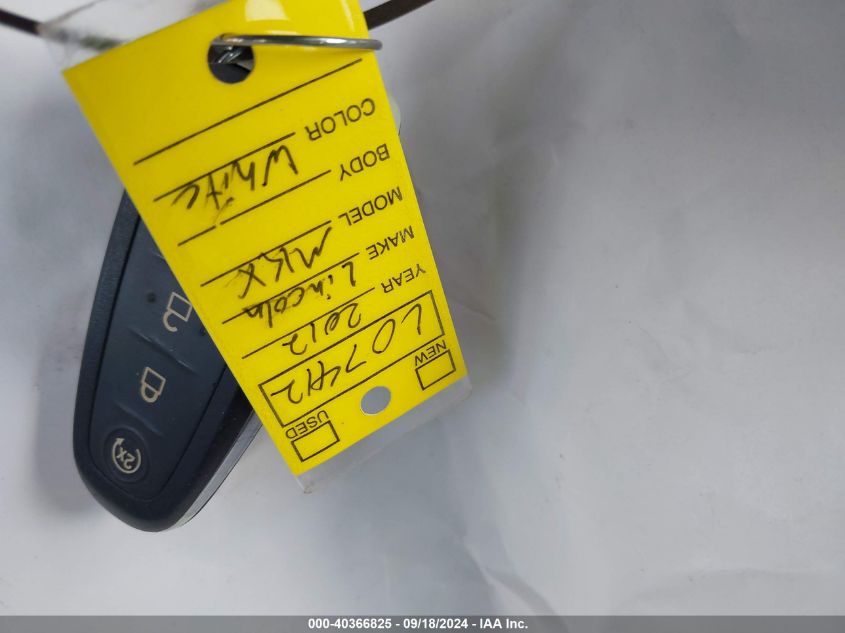 USED NEW
L07412
YEAR 2012
MAKE Lincoln
MODEL MKX
BODY
COLOR White
2X
000-40366825 - 09/18/2024 - IAA Inc.